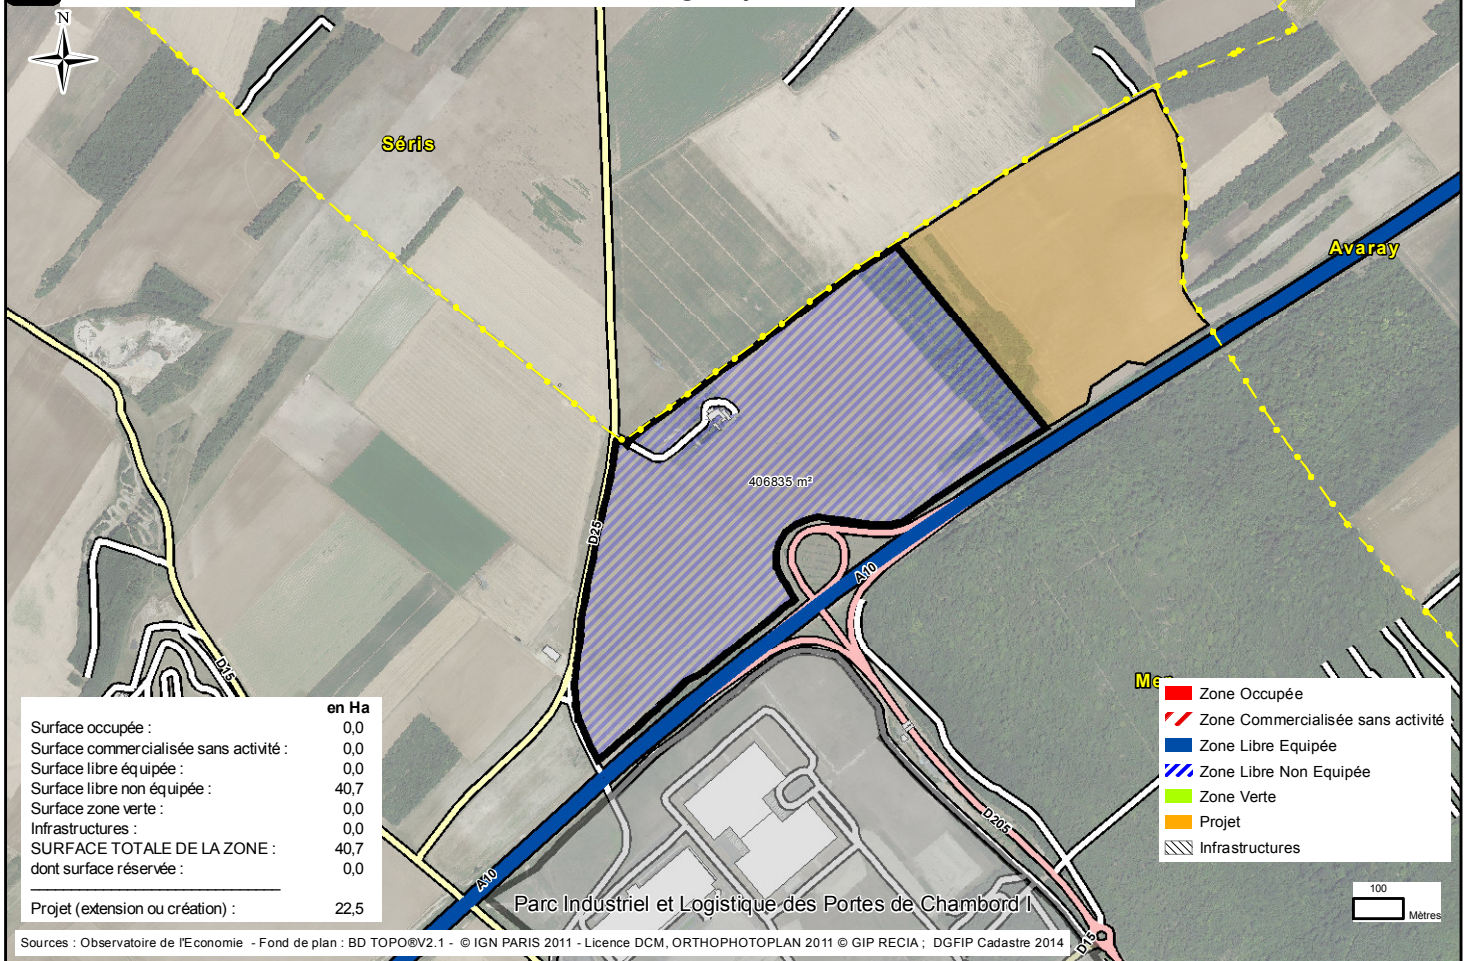 N
Séris
Avaray
406835 m²
D25
A10
D15
en Ha
Surface occupée : 0,0
Surface commercialisée sans activité : 0,0
Surface libre équipée : 0,0
Surface libre non équipée : 40,7
Surface zone verte : 0,0
Infrastructures : 0,0
SURFACE TOTALE DE LA ZONE : 40,7
dont surface réservée : 0,0
Projet (extension ou création) : 22,5
Zone Occupée
Zone Commercialisée sans activité
Zone Libre Equipée
Zone Libre Non Equipée
Zone Verte
Projet
Infrastructures
D205
A10
Parc Industriel et Logistique des Portes de Chambord I
100
Mètres
D15
Sources : Observatoire de l'Economie - Fond de plan : BD TOPO®V2.1 - © IGN PARIS 2011 - Licence DCM, ORTHOPHOTOPLAN 2011 © GIP RECIA ; DGFIP Cadastre 2014